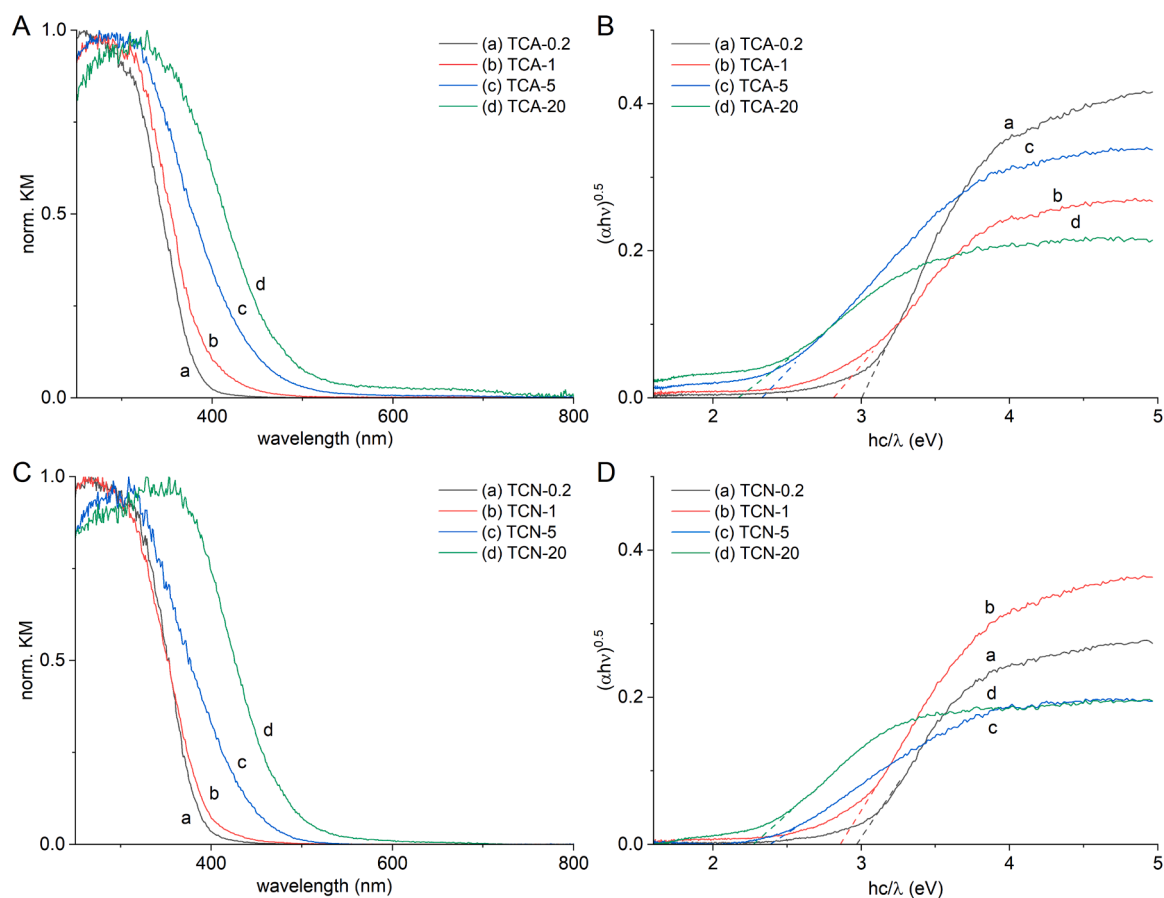 A
1.0
0.5
0.0
norm. KM
400
600
800
wavelength (nm)
(a) TCA-0.2
(b) TCA-1
(c) TCA-5
(d) TCA-20
a
b
c
d
B
0.4
0.2
0.0
(αhν)0.5
2
3
4
5
hc/λ (eV)
(a) TCA-0.2
(b) TCA-1
(c) TCA-5
(d) TCA-20
a
c
b
d
C
1.0
0.5
0.0
norm. KM
400
600
800
wavelength (nm)
(a) TCN-0.2
(b) TCN-1
(c) TCN-5
(d) TCN-20
a
b
c
d
D
0.4
0.2
0.0
(αhν)0.5
2
3
4
5
hc/λ (eV)
(a) TCN-0.2
(b) TCN-1
(c) TCN-5
(d) TCN-20
b
a
d
c